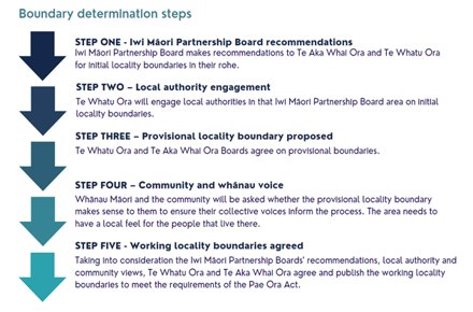 Boundary determination steps
STEP ONE - Iwi Māori Partnership Board recommendations
Iwi Māori Partnership Board makes recommendations to Te Aka Whai Ora and Te Whatu Ora
for initial locality boundaries in their rohe.
STEP TWO – Local authority engagement
Te Whatu Ora will engage local authorities in that Iwi Māori Partnership Board area on initial
locality boundaries.
STEP THREE – Provisional locality boundary proposed
Te Whatu Ora and Te Aka Whai Ora Boards agree on provisional boundaries.
STEP FOUR – Community and whānau voice
Whānau Māori and the community will be asked whether the provisional locality boundary
makes sense to them to ensure their collective voices inform the process. The area needs to
have a local feel for the people that live there.
STEP FIVE - Working locality boundaries agreed
Taking into consideration the Iwi Māori Partnership Boards' recommendations, local authority and
community views, Te Whatu Ora and Te Aka Whai Ora agree and publish the working locality
boundaries to meet the requirements of the Pae Ora Act.